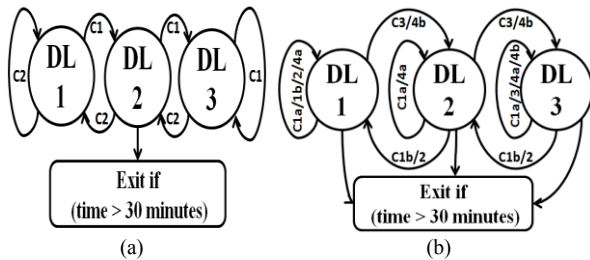 C1
C1
C2
DL
1
DL
2
DL
3
C1
C2
C2
Exit if
(time > 30 minutes)
(a)
C3/4b
C3/4b
C1a/1b/2/4a
DL
1
C1a/4a
DL
2
C1a/3/4a/4b
DL
3
C1b/2
C1b/2
Exit if
(time > 30 minutes)
(b)